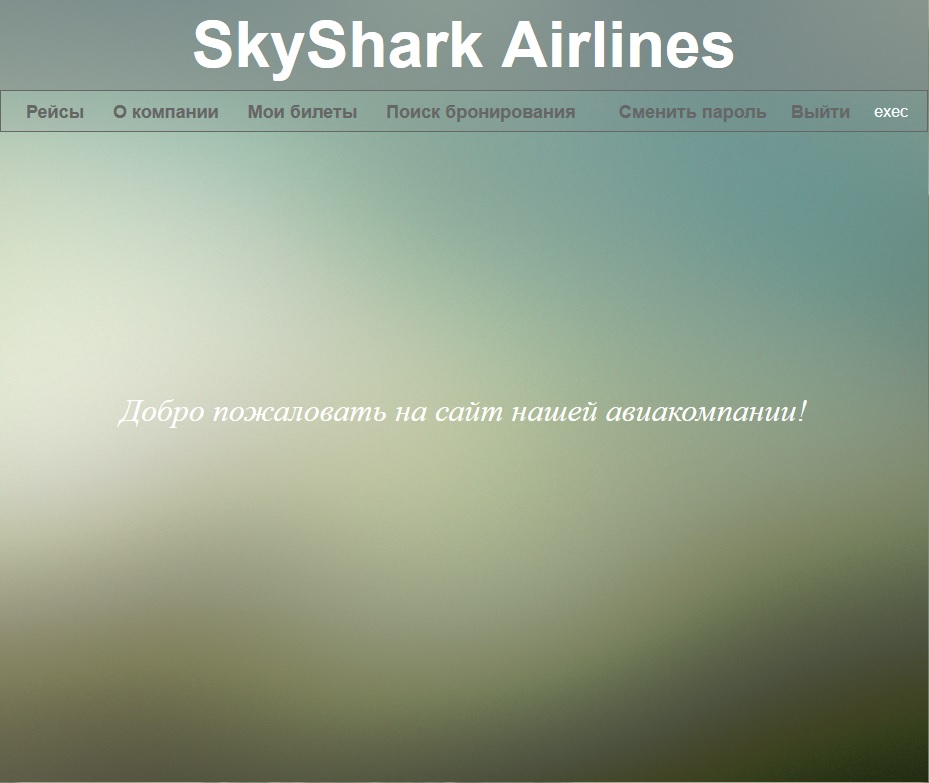 SkyShark Airlines
Рейсы О компании Мои билеты Поиск бронирования Сменить пароль Выйти exec
Добро пожаловать на сайт нашей авиакомпании!